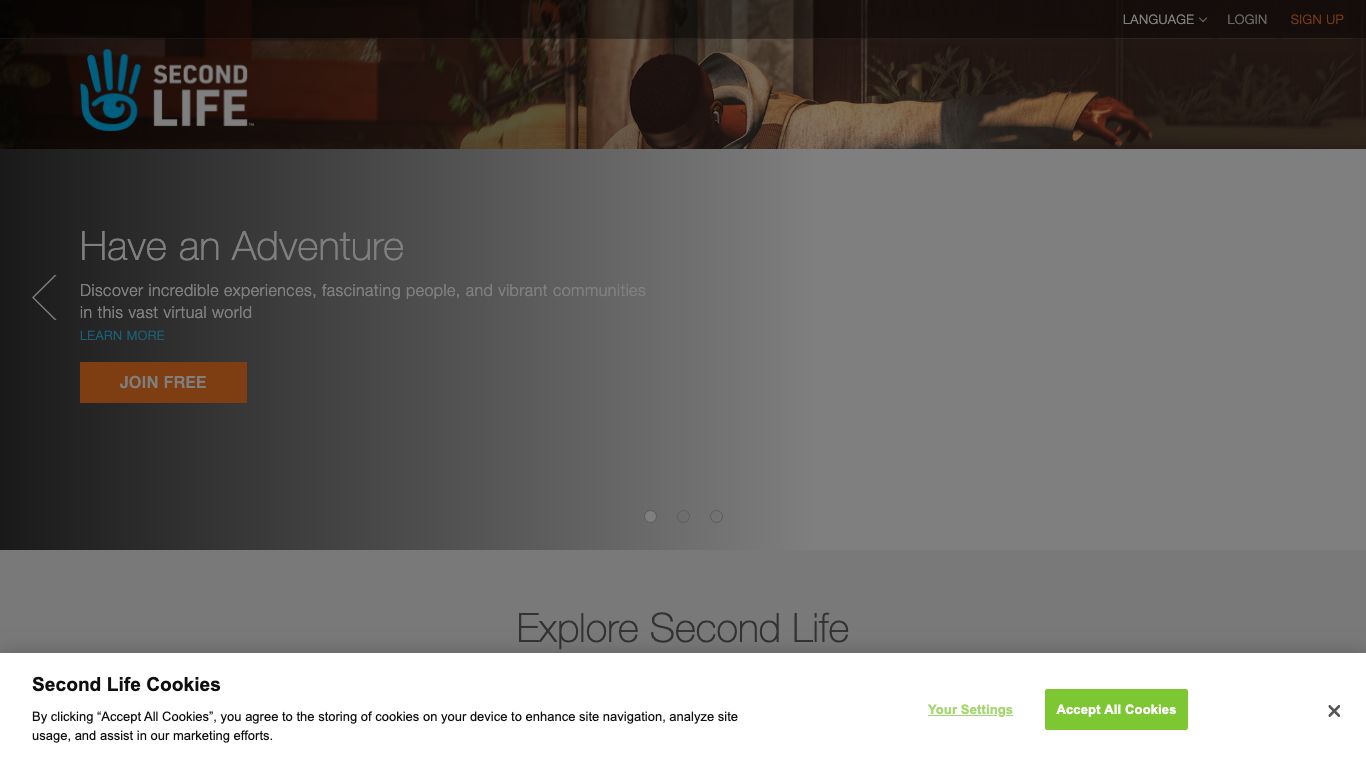 LANGUAGE LOGIN SIGN UP
SECOND
LIFE™
Have an Adventure
Discover incredible experiences, fascinating people, and vibrant communities
in this vast virtual world
LEARN MORE
JOIN FREE
Explore Second Life
Second Life Cookies
By clicking “Accept All Cookies”, you agree to the storing of cookies on your device to enhance site navigation, analyze site
usage, and assist in our marketing efforts.
Your Settings
Accept All Cookies